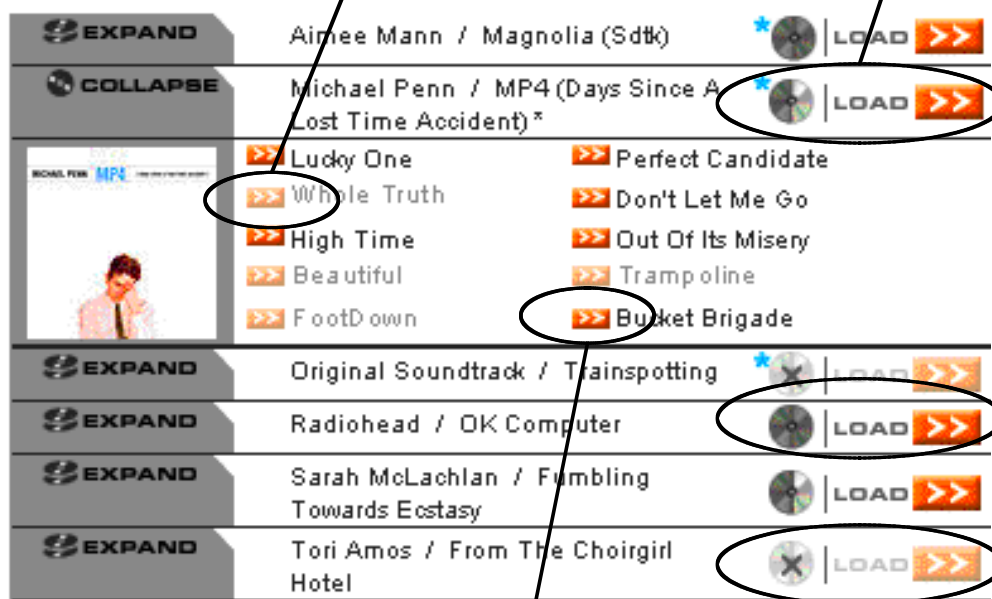 EXPAND Aimee Mann / Magnolia (Sdtk) * LOAD >>
COLLAPSE Michael Penn / MP4 (Days Since A * LOAD >>
Lost Time Accident) *
MICHAEL PENN MP4
>> Lucky One >> Perfect Candidate
>> Whole Truth >> Don't Let Me Go
>> High Time >> Out Of Its Misery
>> Beautiful >> Trampoline
>> FootDown >> Bucket Brigade
EXPAND Original Soundtrack / Trainspotting * LOAD >>
EXPAND Radiohead / OK Computer LOAD >>
EXPAND Sarah McLachlan / Fumbling LOAD >>
Towards Ecstasy
EXPAND Tori Amos / From The Choirgirl LOAD >>
Hotel